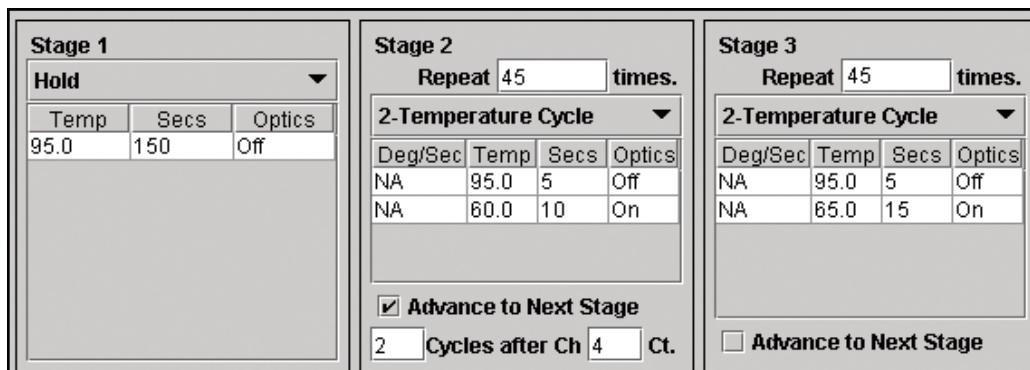 Stage 1
Hold
Temp Secs Optics
95.0 150 Off
Stage 2
Repeat 45 times.
2-Temperature Cycle
Deg/Sec Temp Secs Optics
NA 95.0 5 Off
NA 60.0 10 On
Advance to Next Stage
2 Cycles after Ch 4 Ct.
Stage 3
Repeat 45 times.
2-Temperature Cycle
Deg/Sec Temp Secs Optics
NA 95.0 5 Off
NA 65.0 15 On
Advance to Next Stage